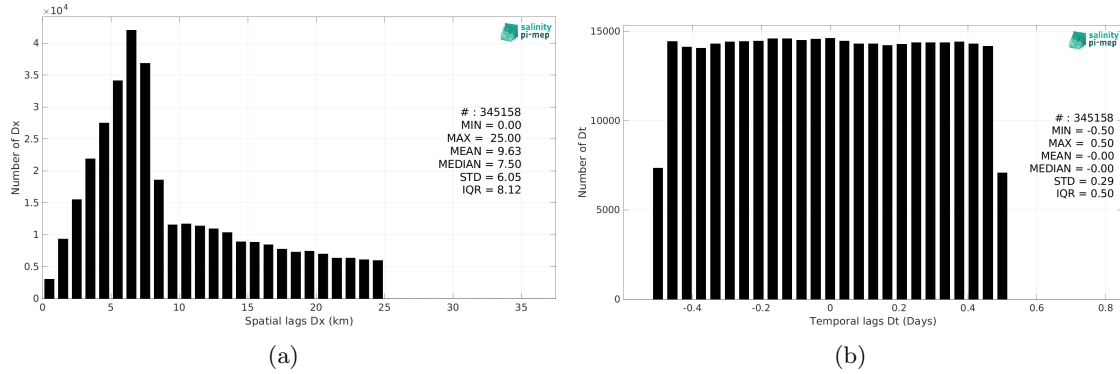 ×10⁴
4
3.5
3
2.5
2
1.5
1
0.5
0
Number of Dx
0 5 10 15 20 25 30 35
Spatial lags Dx (km)
salinity
pi-mep
# : 345158
MIN = 0.00
MAX = 25.00
MEAN = 9.63
MEDIAN = 7.50
STD = 6.05
IQR = 8.12
(a)
15000
10000
5000
0
Number of Dt
-0.4 -0.2 0 0.2 0.4 0.6 0.8
Temporal lags Dt (Days)
salinity
pi-mep
# : 345158
MIN = -0.50
MAX = 0.50
MEAN = -0.00
MEDIAN = -0.00
STD = 0.29
IQR = 0.50
(b)